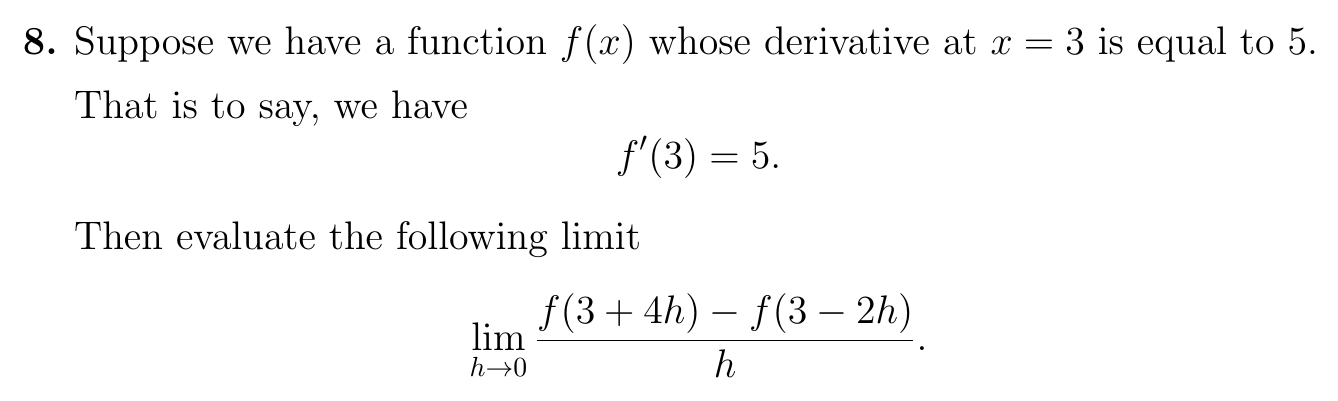 8. Suppose we have a function f(x) whose derivative at x = 3 is equal to 5.
That is to say, we have
f′(3) = 5.
Then evaluate the following limit
lim_{h→0} \frac{f(3 + 4h) − f(3 − 2h)}{h}.